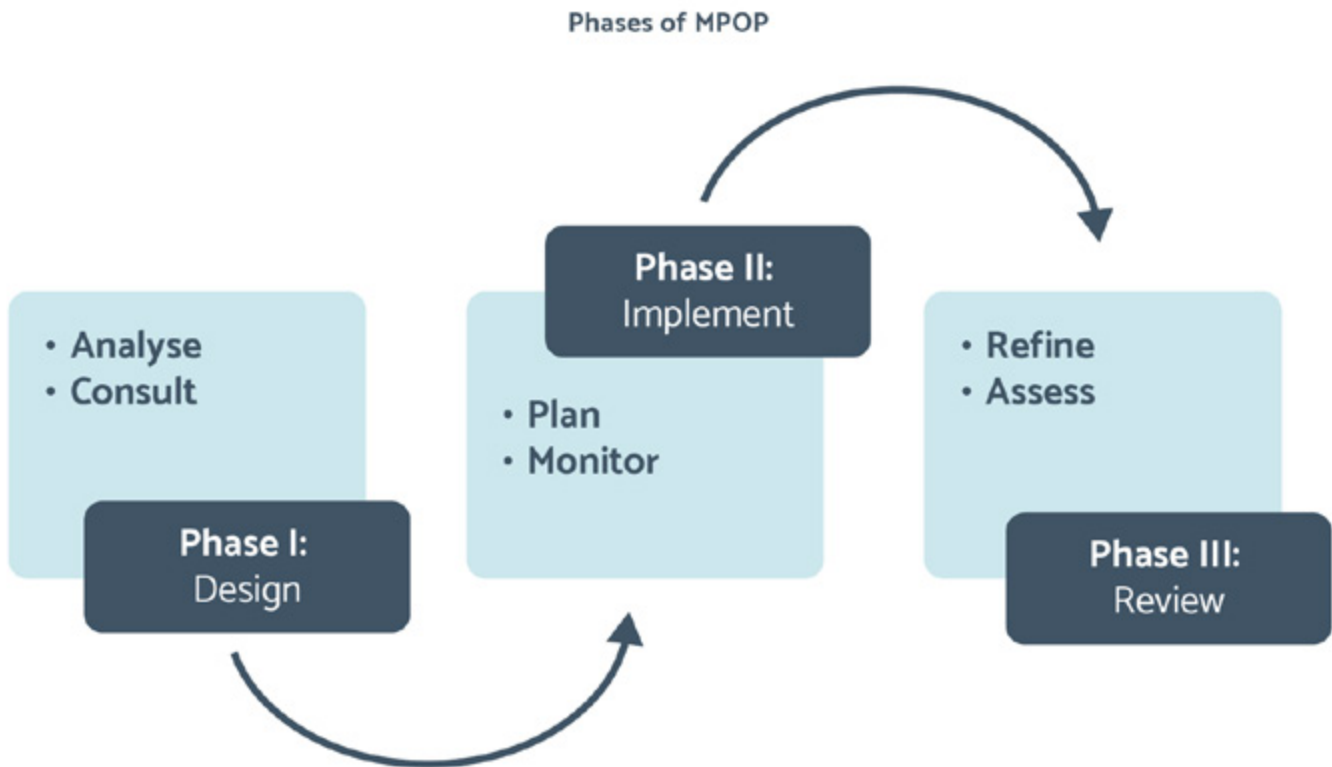 Phases of MPOP
• Analyse
• Consult
Phase I:
Design
Phase II:
Implement
• Plan
• Monitor
• Refine
• Assess
Phase III:
Review